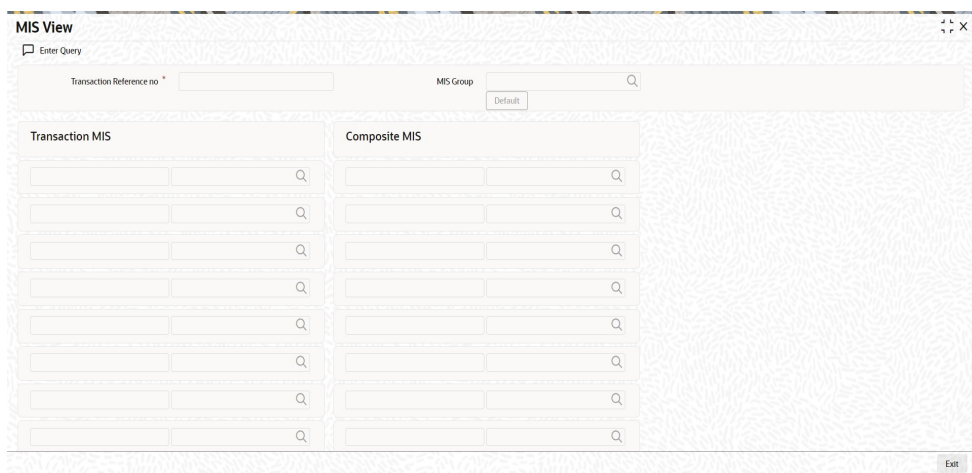 MIS View
Enter Query
Transaction Reference no *
MIS Group
Default
Transaction MIS
Composite MIS
Exit